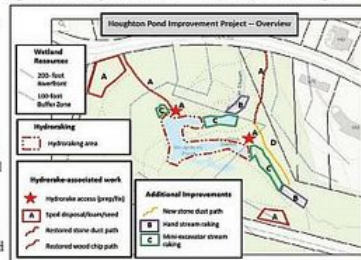 Houghton Pond Improvement Project -- Overview
Wetland
Resources
200-foot
Riverfront
100-foot
Buffer Zone
Hydroraking
Hydroraking area
Hydrorake-associated work
Hydrorake access (prep/fix)
A Spoil disposal/loam/seed
Restored stone dust path
Restored wood chip path
Additional Improvements
New stone dust path
B Hand stream raking
C Mini-excavator stream
raking
A
A
A
A
B
C
C
A
D
C
B
A